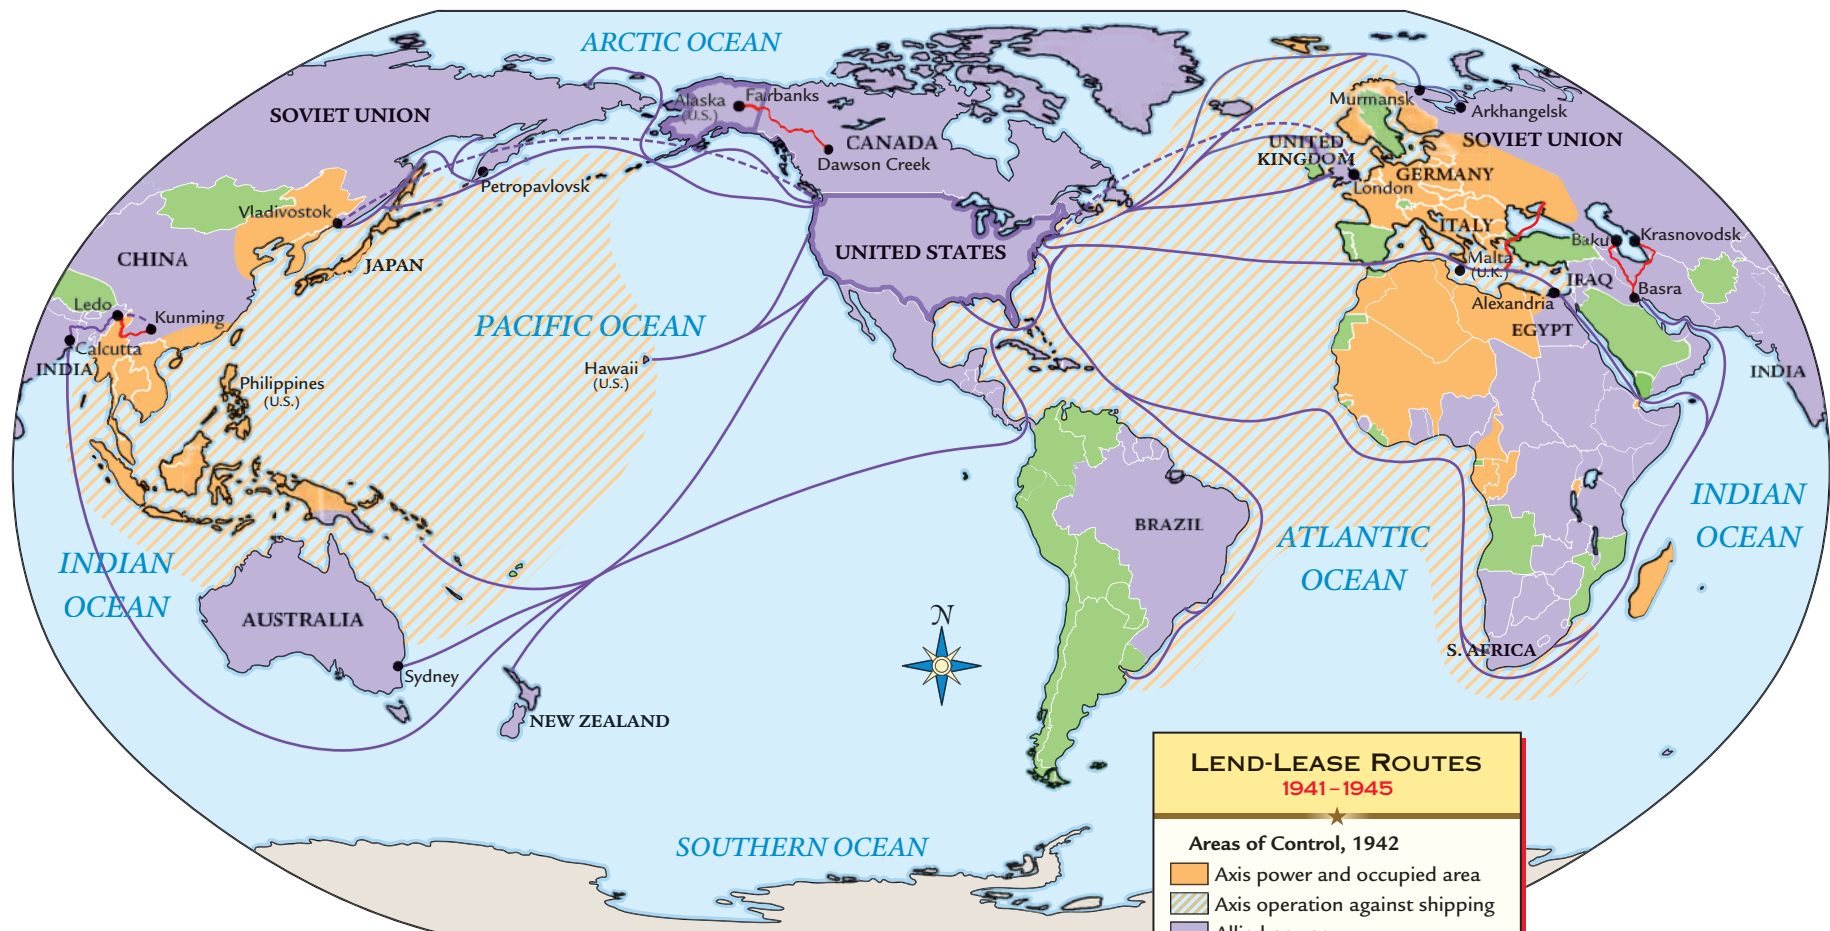 ARCTIC OCEAN
SOVIET UNION
Alaska
(U.S.)
Fairbanks
CANADA
Dawson Creek
Petropavlovsk
Vladivostok
CHINA
JAPAN
Ledo
Kunming
Calcutta
INDIA
Philippines
(U.S.)
PACIFIC OCEAN
Hawaii
(U.S.)
UNITED STATES
Murmansk
Arkhangelsk
SOVIET UNION
UNITED
KINGDOM
London
GERMANY
ITALY
Baku
Krasnovodsk
Malta
(U.K.)
IRAQ
Basra
Alexandria
EGYPT
INDIA
BRAZIL
ATLANTIC
OCEAN
INDIAN
OCEAN
INDIAN
OCEAN
AUSTRALIA
Sydney
NEW ZEALAND
N
S. AFRICA
SOUTHERN OCEAN
LEND-LEASE ROUTES
1941–1945
Areas of Control, 1942
Axis power and occupied area
Axis operation against shipping